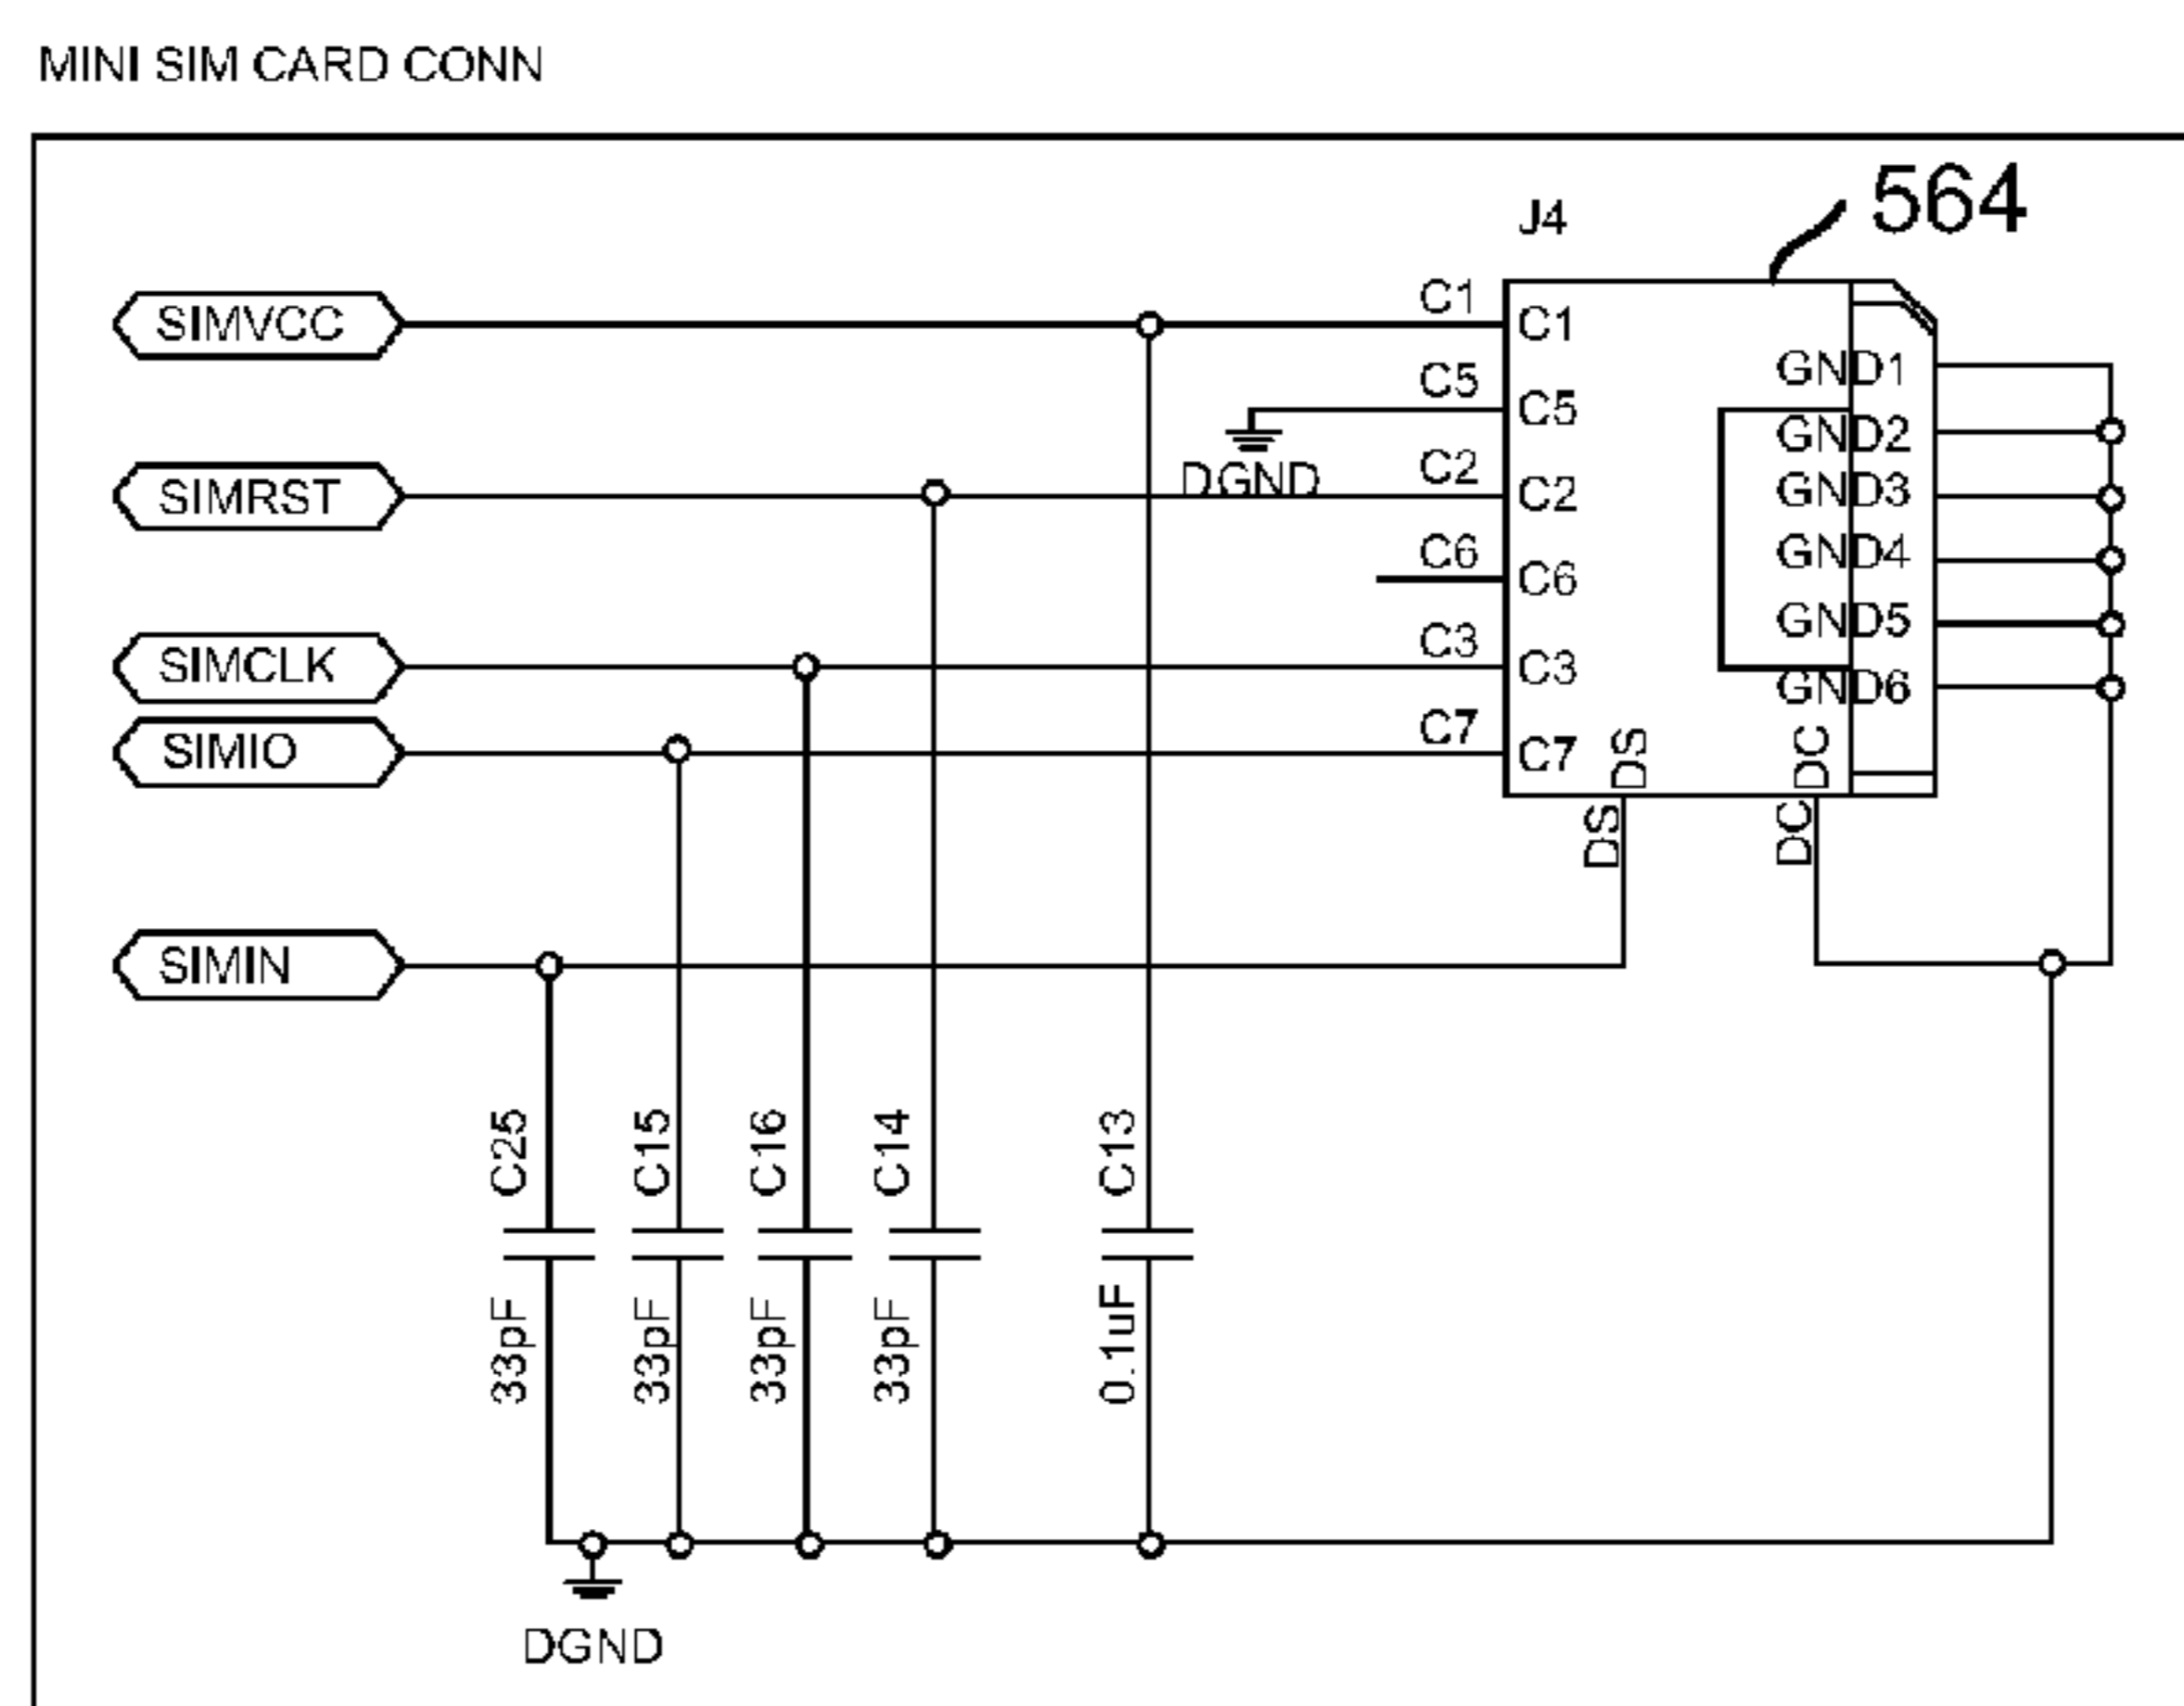 MINI SIM CARD CONN
564
J4
SIMVCC
C1
C1
GND1
C5
C5
GND2
DGND
C2
C2
SIMRST
GND3
C6
C6
GND4
C3
C3
SIMCLK
GND5
GND6
C7
C7
SIMIO
DS
DC
DS
DC
SIMIN
C25
C15
C16
C14
C13
33pF
33pF
33pF
33pF
0.1uF
DGND